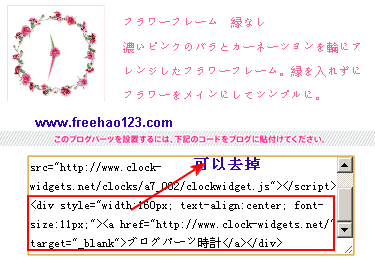 フラワーフレーム　緑なし
濃いピンクのバラとカーネーションを輪にア
レンジしたフラワーフレーム。緑を入れずに
フラワーをメインにしてシンプルに。
www.freehao123.com
このブログパーツを設置するには、下記のコードをブログに貼付てください。
可以去掉
src="http://www.clock-
widgets.net/clocks/a7_002/clockwidget.js"></script>
<div style="width:160px; text-align:center; font-
size:11px;"><a href="http://www.clock-widgets.net/"
target="_blank">ブログパーツ時計</a></div>